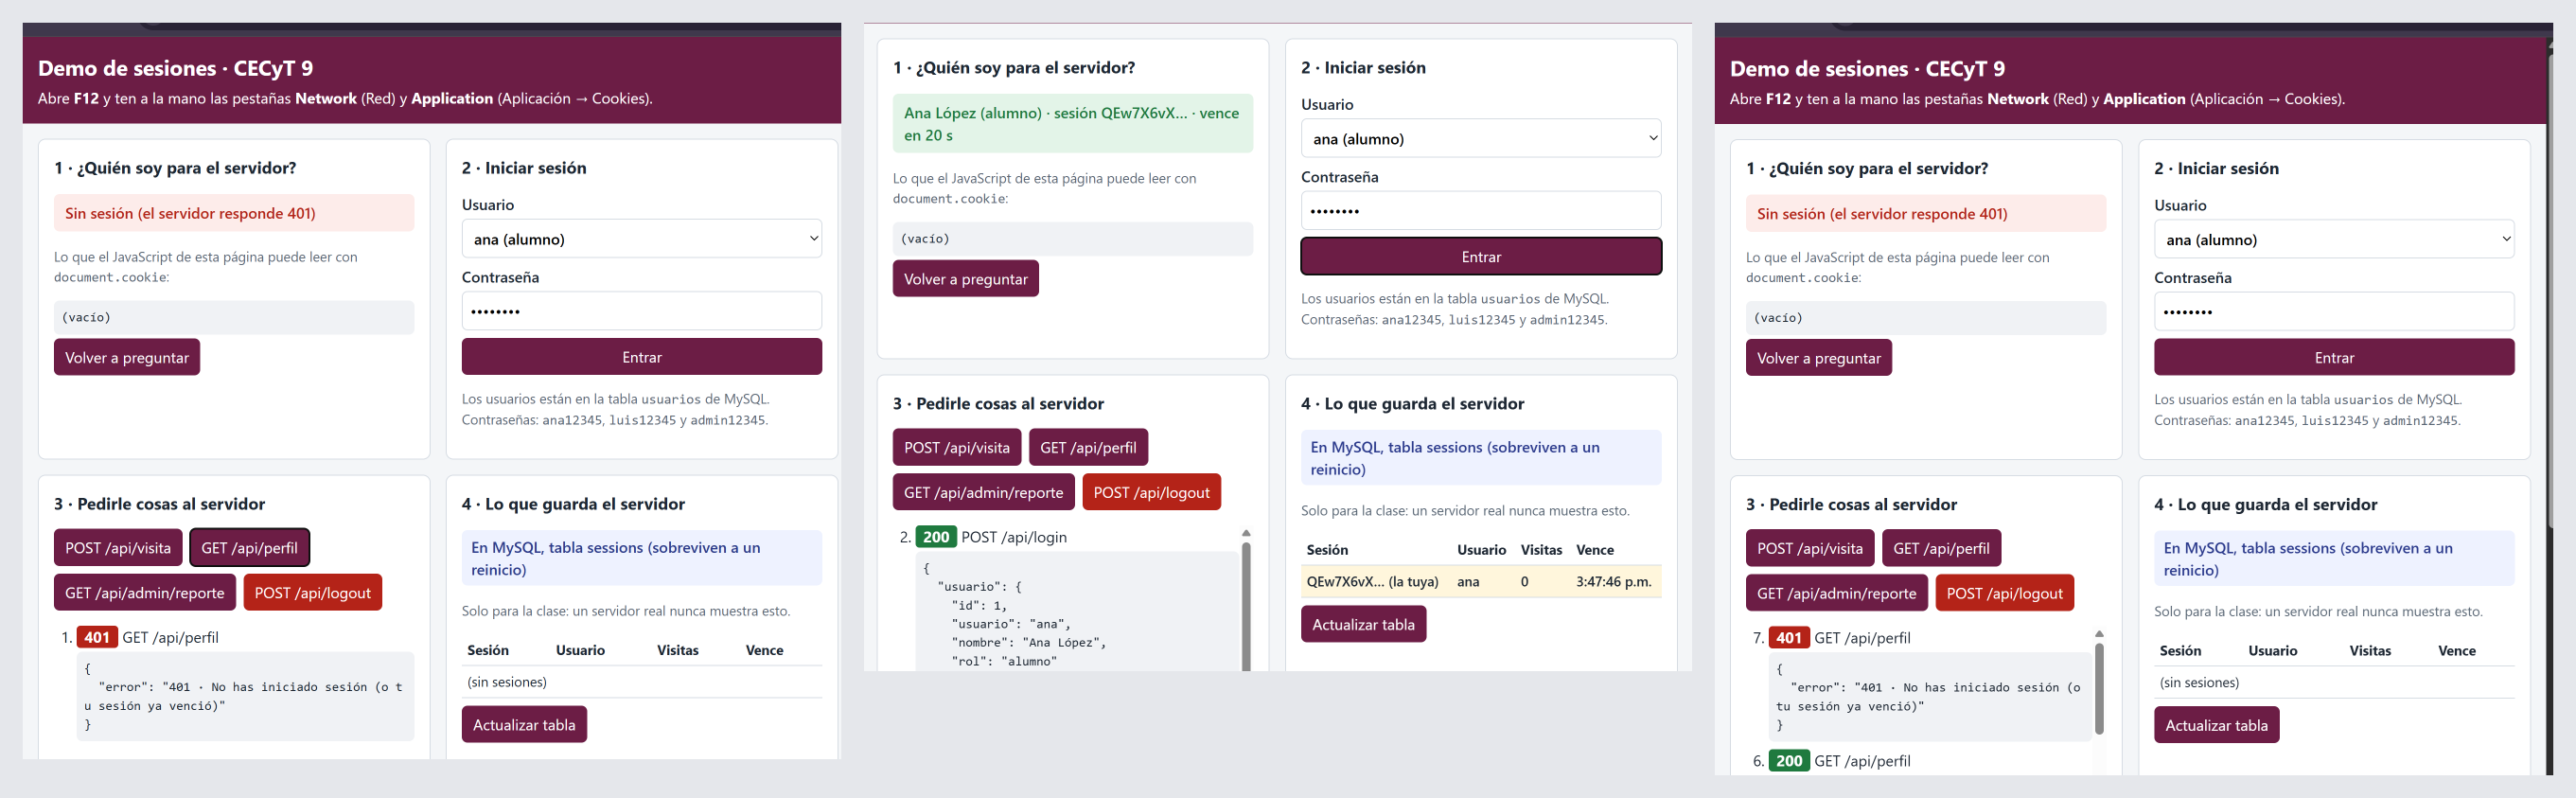 Demo de sesiones · CECyT 9
Abre F12 y ten a la mano las pestañas Network (Red) y Application (Aplicación → Cookies).
1 · ¿Quién soy para el servidor?
Sin sesión (el servidor responde 401)
Lo que el JavaScript de esta página puede leer con
document.cookie:
(vacío)
Volver a preguntar
2 · Iniciar sesión
Usuario
ana (alumno)
Contraseña
••••••••
Entrar
Los usuarios están en la tabla usuarios de MySQL.
Contraseñas: ana12345, luis12345 y admin12345.
3 · Pedirle cosas al servidor
POST /api/visita GET /api/perfil
GET /api/admin/reporte POST /api/logout
1. 401 GET /api/perfil
{
"error": "401 · No has iniciado sesión (o t
u sesión ya venció)"
}
4 · Lo que guarda el servidor
En MySQL, tabla sessions (sobreviven a un
reinicio)
Solo para la clase: un servidor real nunca muestra esto.
Sesión Usuario Visitas Vence
(sin sesiones)
Actualizar tabla
1 · ¿Quién soy para el servidor?
Ana López (alumno) · sesión QEw7X6vX... · vence
en 20 s
Lo que el JavaScript de esta página puede leer con
document.cookie:
(vacío)
Volver a preguntar
2 · Iniciar sesión
Usuario
ana (alumno)
Contraseña
••••••••
Entrar
Los usuarios están en la tabla usuarios de MySQL.
Contraseñas: ana12345, luis12345 y admin12345.
3 · Pedirle cosas al servidor
POST /api/visita GET /api/perfil
GET /api/admin/reporte POST /api/logout
2. 200 POST /api/login
{
"usuario": {
"id": 1,
"usuario": "ana",
"nombre": "Ana López",
"rol": "alumno"
4 · Lo que guarda el servidor
En MySQL, tabla sessions (sobreviven a un
reinicio)
Solo para la clase: un servidor real nunca muestra esto.
Sesión Usuario Visitas Vence
QEw7X6vX... (la tuya) ana 0 3:47:46 p.m.
Actualizar tabla
Demo de sesiones · CECyT 9
Abre F12 y ten a la mano las pestañas Network (Red) y Application (Aplicación → Cookies).
1 · ¿Quién soy para el servidor?
Sin sesión (el servidor responde 401)
Lo que el JavaScript de esta página puede leer con
document.cookie:
(vacío)
Volver a preguntar
2 · Iniciar sesión
Usuario
ana (alumno)
Contraseña
••••••••
Entrar
Los usuarios están en la tabla usuarios de MySQL.
Contraseñas: ana12345, luis12345 y admin12345.
3 · Pedirle cosas al servidor
POST /api/visita GET /api/perfil
GET /api/admin/reporte POST /api/logout
7. 401 GET /api/perfil
{
"error": "401 · No has iniciado sesión (o
tu sesión ya venció)"
}
6. 200 GET /api/perfil
4 · Lo que guarda el servidor
En MySQL, tabla sessions (sobreviven a un
reinicio)
Solo para la clase: un servidor real nunca muestra esto.
Sesión Usuario Visitas Vence
(sin sesiones)
Actualizar tabla